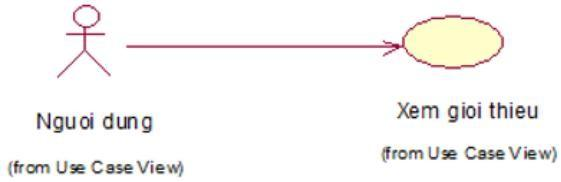 Nguoi dung
(from Use Case View)
Xem gioi thieu
(from Use Case View)